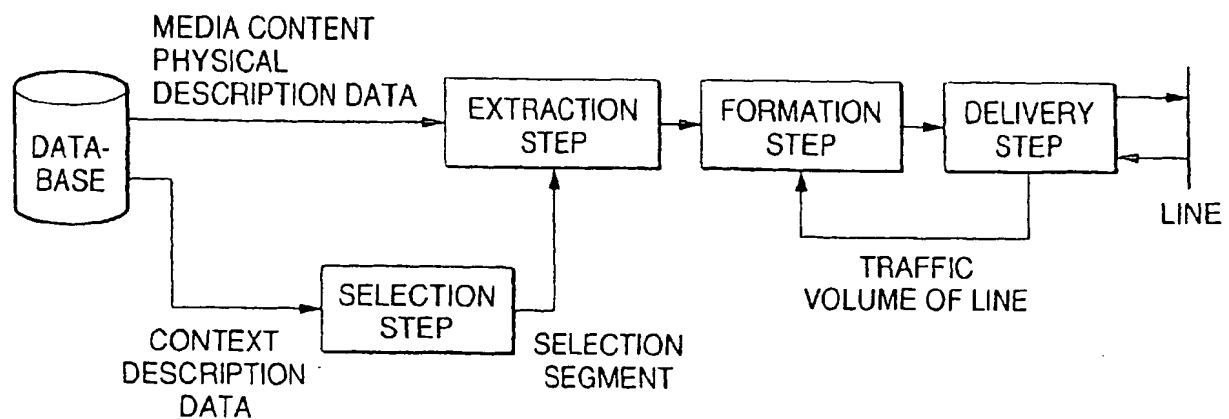 MEDIA CONTENT
PHYSICAL
DESCRIPTION DATA
DATA-
BASE
EXTRACTION
STEP
FORMATION
STEP
DELIVERY
STEP
LINE
TRAFFIC
VOLUME OF LINE
SELECTION
STEP
CONTEXT
DESCRIPTION
DATA
SELECTION
SEGMENT